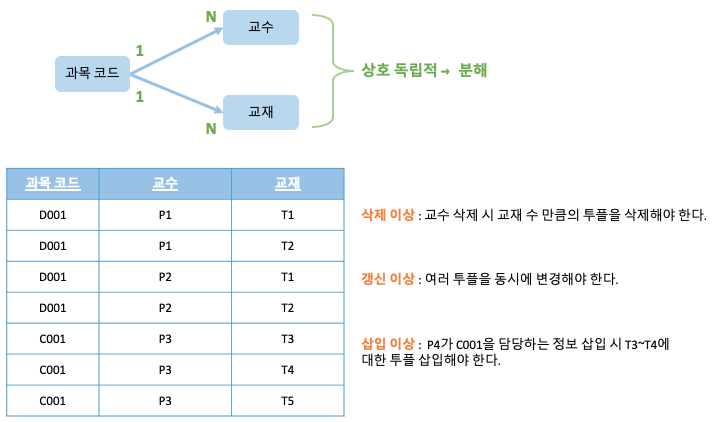 N
교수
1
과목 코드
상호 독립적 → 분해
1
교재
N
과목 코드 교수 교재
D001 P1 T1
D001 P1 T2
D001 P2 T1
D001 P2 T2
C001 P3 T3
C001 P3 T4
C001 P3 T5
삭제 이상 : 교수 삭제 시 교재 수 만큼의 투플을 삭제해야 한다.
갱신 이상 : 여러 투플을 동시에 변경해야 한다.
삽입 이상 : P4가 C001을 담당하는 정보 삽입 시 T3~T4에
대한 투플 삽입해야 한다.